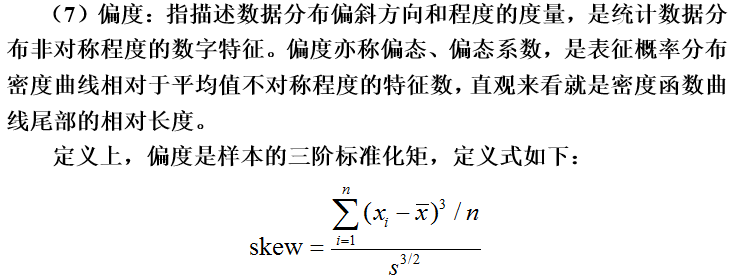 （7）偏度：指描述数据分布偏斜方向和程度的度量，是统计数据分
布非对称程度的数字特征。偏度亦称偏态、偏态系数，是表征概率分布
密度曲线相对于平均值不对称程度的特征数，直观来看就是密度函数曲
线尾部的相对长度。
定义上，偏度是样本的三阶标准化矩，定义式如下：
skew = \frac{\sum_{i=1}^{n} (x_i - \overline{x})^3 / n}{s^{3/2}}